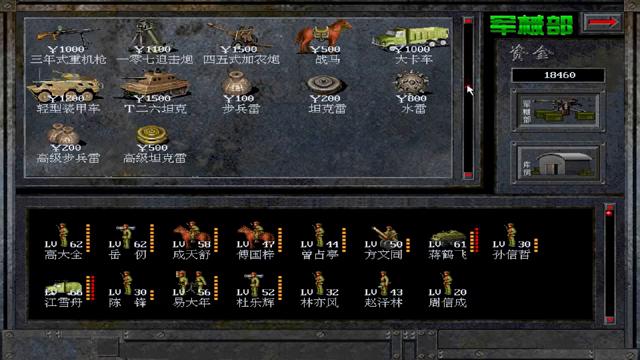 军械部
¥1000 ¥1100 ¥1500 ¥500 ¥1000
三年式重机枪 一零七迫击炮 四五式加农炮 战马 大卡车
资金
18460
¥1200 ¥1500 ¥100 ¥200 ¥800
轻型装甲车 T二六坦克 步兵雷 坦克雷 水雷
军械部
¥200 ¥500
高级步兵雷 高级坦克雷
库房
LV 62 LV 62 LV 58 LV 47 LV 44 LV 50 LV 61 LV 30
高大全 岳 成天舒 傅国梓 曾占亭 方文同 蒋鹤飞 孙信哲
LV 66 LV 30 LV 56 LV 52 LV 32 LV 43 LV 20
江雪舟 陈锋 易大年 杜乐辉 林亦风 赵泽林 周信成